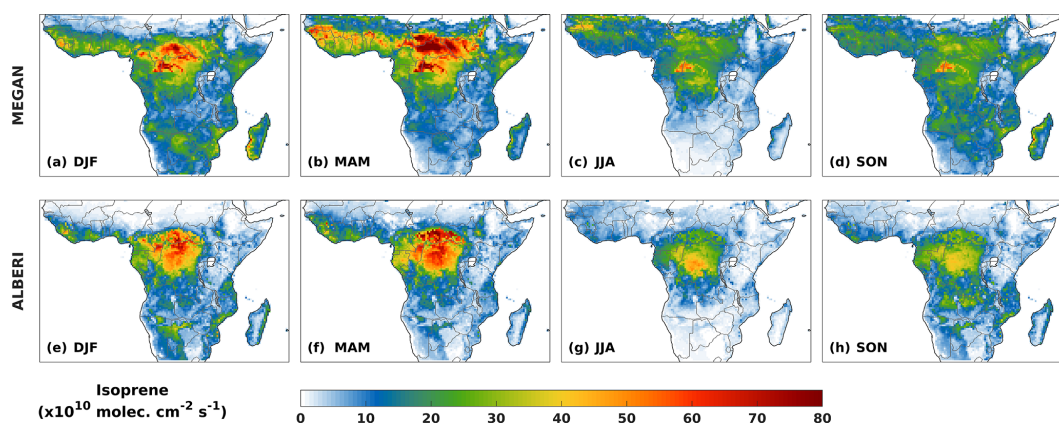 MEGAN
(a) DJF
(b) MAM
(c) JJA
(d) SON
ALBERI
(e) DJF
(f) MAM
(g) JJA
(h) SON
Isoprene
(x10¹⁰ molec. cm⁻² s⁻¹)
0 10 20 30 40 50 60 70 80